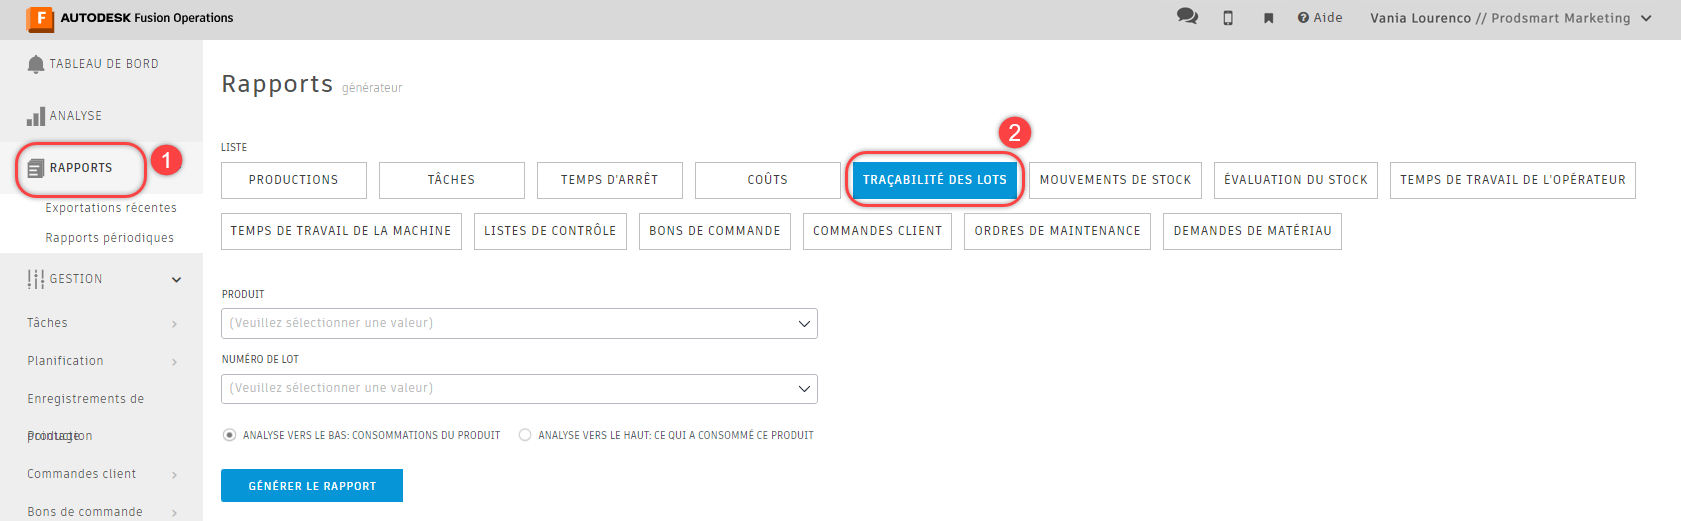 F AUTODESK Fusion Operations
Aide
Vania Lourenco // Prodsmart Marketing
TABLEAU DE BORD
ANALYSE
RAPPORTS
1
Exportations récentes
Rapports périodiques
GESTION
Tâches
Planification
Enregistrements de
production
pointage
Commandes client
Bons de commande
Rapports générateur
2
LISTE
PRODUCTIONS
TÂCHES
TEMPS D'ARRÊT
COÛTS
TRAÇABILITÉ DES LOTS
MOUVEMENTS DE STOCK
ÉVALUATION DU STOCK
TEMPS DE TRAVAIL DE L'OPÉRATEUR
TEMPS DE TRAVAIL DE LA MACHINE
LISTES DE CONTRÔLE
BONS DE COMMANDE
COMMANDES CLIENT
ORDRES DE MAINTENANCE
DEMANDES DE MATÉRIAU
PRODUIT
(Veuillez sélectionner une valeur)
NUMÉRO DE LOT
(Veuillez sélectionner une valeur)
ANALYSE VERS LE BAS: CONSOMMATIONS DU PRODUIT
ANALYSE VERS LE HAUT: CE QUI A CONSOMMÉ CE PRODUIT
GÉNÉRER LE RAPPORT